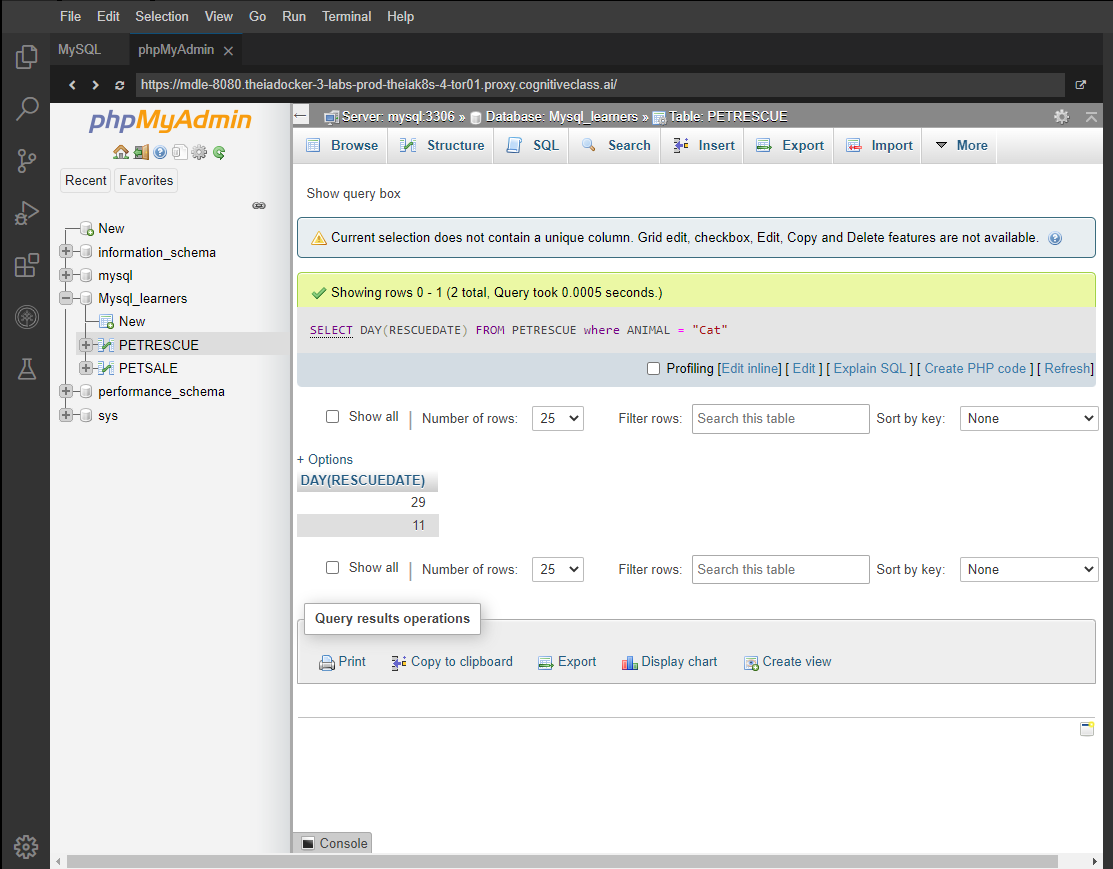 File Edit Selection View Go Run Terminal Help
MySQL phpMyAdmin
https://mdle-8080.theiadocker-3-labs-prod-theiak8s-4-tor01.proxy.cognitiveclass.ai/
phpMyAdmin
Recent Favorites
New
information_schema
mysql
Mysql_learners
New
PETRESCUE
PETSALE
performance_schema
sys
Server: mysql:3306 » Database: Mysql_learners » Table: PETRESCUE
Browse Structure SQL Search Insert Export Import More
Show query box
Current selection does not contain a unique column. Grid edit, checkbox, Edit, Copy and Delete features are not available.
Showing rows 0 - 1 (2 total, Query took 0.0005 seconds.)
SELECT DAY(RESCUEDATE) FROM PETRESCUE where ANIMAL = "Cat"
Profiling [Edit inline] [ Edit ] [ Explain SQL ] [ Create PHP code ] [ Refresh]
Show all | Number of rows: 25 Filter rows: Search this table Sort by key: None
+ Options
DAY(RESCUEDATE)
29
11
Show all | Number of rows: 25 Filter rows: Search this table Sort by key: None
Query results operations
Print Copy to clipboard Export Display chart Create view
Console